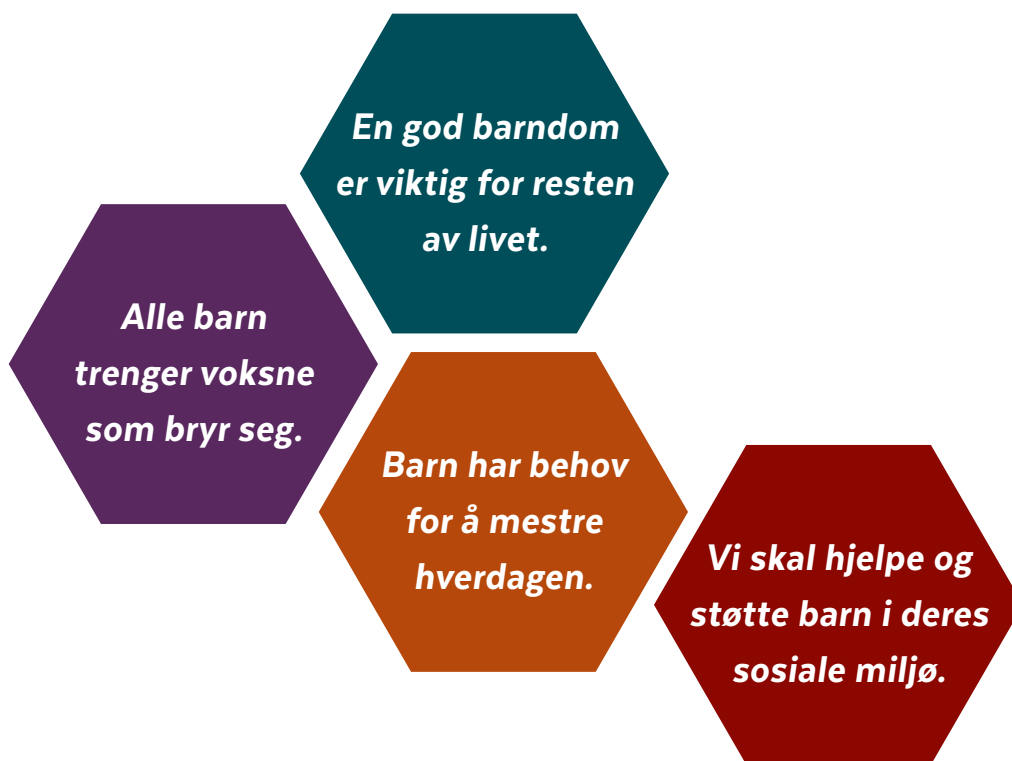 En god barndom
er viktig for resten
av livet.
Alle barn
trenger voksne
som bryr seg.
Barn har behov
for å mestre
hverdagen.
Vi skal hjelpe og
støtte barn i deres
sosiale miljø.